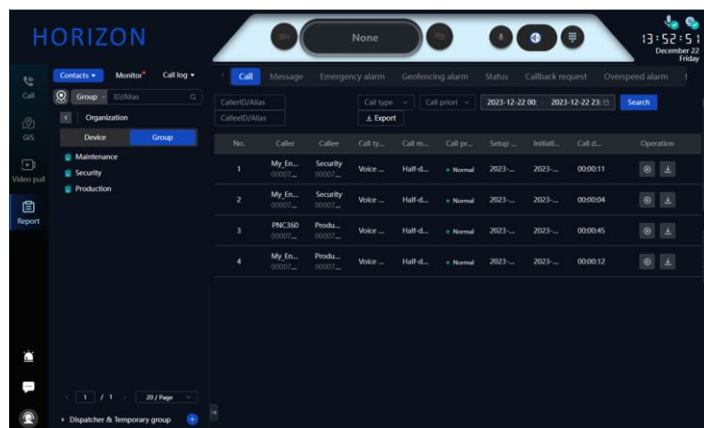 HORIZON
None
13:52:51
December 22
Friday
Call
GIS
Video pull
Report
Contacts
Monitor
Call log
Group
ID/Alias
Organization
Device
Group
Maintenance
Security
Production
1 / 1
20 / Page
Dispatcher & Temporary group
Call
Message
Emergency alarm
Geofencing alarm
Status
Callback request
Overspeed alarm
CallerID/Alias
CalleeID/Alias
Call type
Call priori
2023-12-22 00:
2023-12-22 23:
Search
Export
No. Caller Callee Call ty... Call m... Call pr... Setup ... Initiati... Call d... Operation
1 My_En... Security Voice ... Half-d... Normal 2023-... 2023-... 00:00:11
00007... 00007...
2 My_En... Security Voice ... Half-d... Normal 2023-... 2023-... 00:00:04
00007... 00007...
3 PNC360 Produ... Voice ... Half-d... Normal 2023-... 2023-... 00:00:45
00007... 00007...
4 My_En... Produ... Voice ... Half-d... Normal 2023-... 2023-... 00:00:12
00007... 00007...